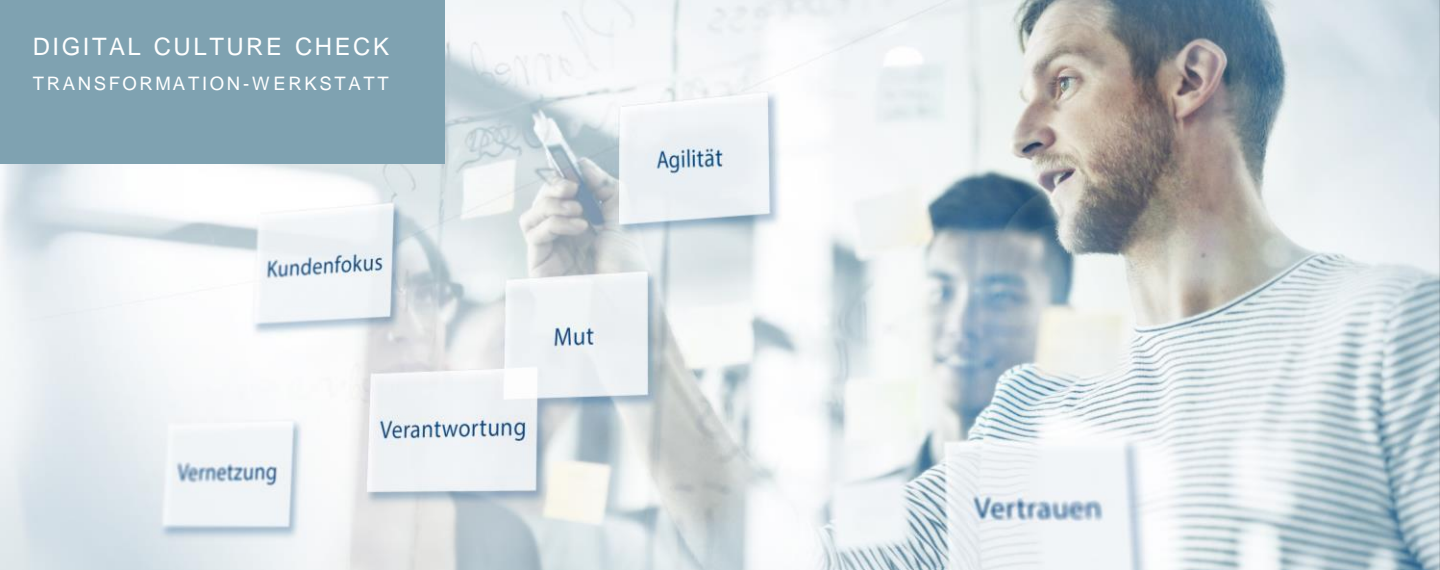 DIGITAL CULTURE CHECK
TRANSFORMATION-WERKSTATT
Agilität
Kundenfokus
Mut
Verantwortung
Vernetzung
Vertrauen